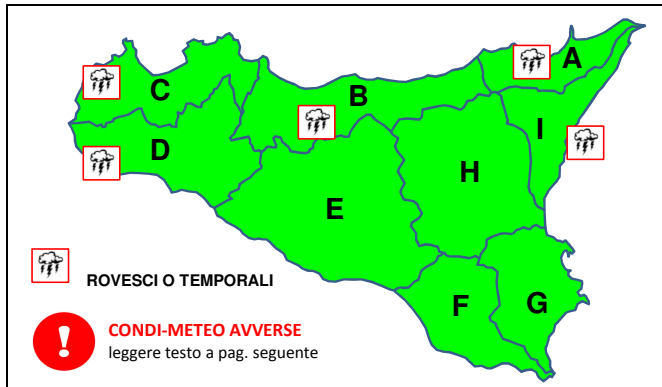 A
B
C
I
D
H
E
ROVESCI O TEMPORALI
F
G
!
CONDI-METEO AVVERSE
leggere testo a pag. seguente